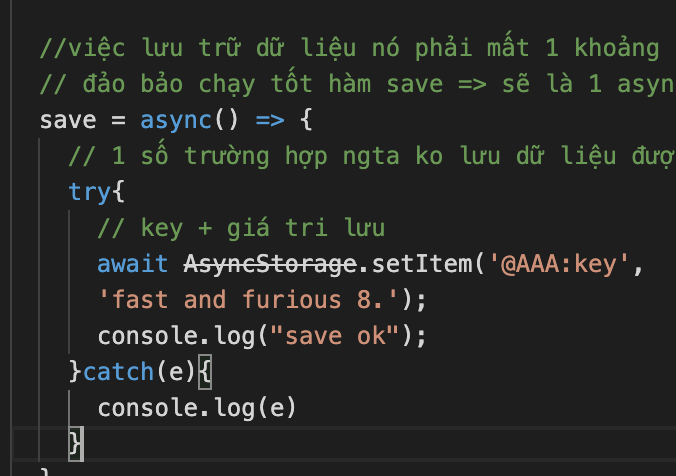 //việc lưu trữ dữ liệu nó phải mất 1 khoảng
// đảo bảo chạy tốt hàm save => sẽ là 1 asyn
save = async() => {
// 1 số trường hợp ngta ko lưu dữ liệu đượ
try{
// key + giá tri lưu
await AsyncStorage.setItem('@AAA:key',
'fast and furious 8.');
console.log("save ok");
}catch(e){
console.log(e)
}
}